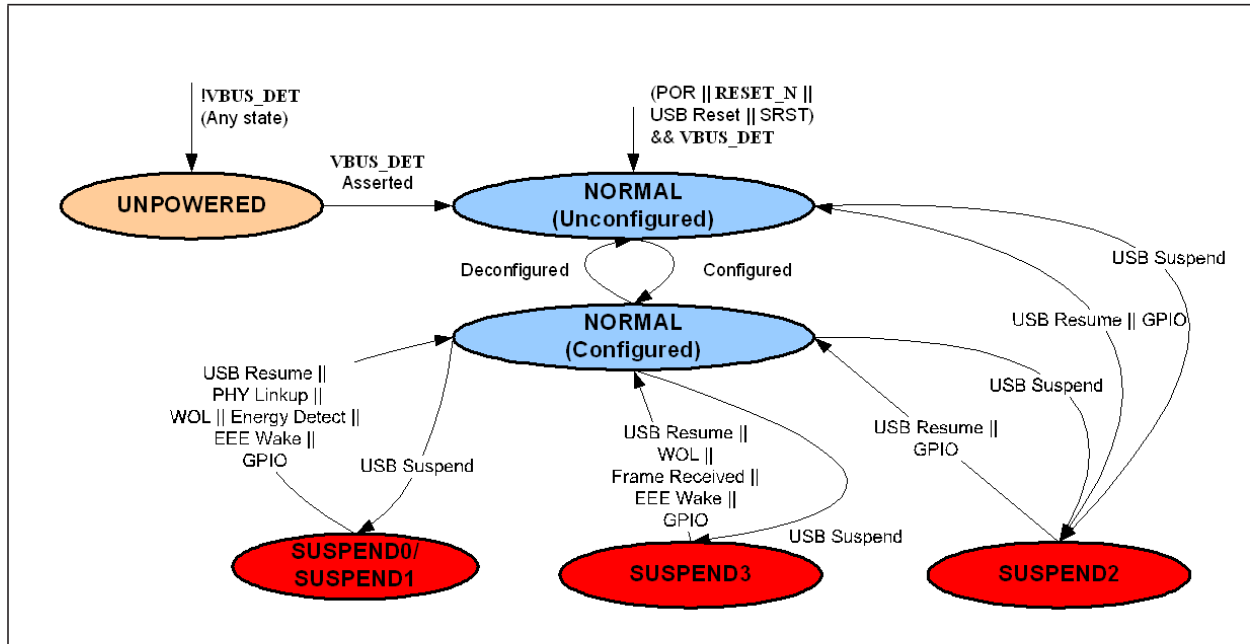 !VBUS_DET
(Any state)
(POR || RESET_N ||
USB Reset || SRST)
&& VBUS_DET
VBUS_DET
Asserted
UNPOWERED
NORMAL
(Unconfigured)
Deconfigured
Configured
USB Suspend
USB Resume || GPIO
NORMAL
(Configured)
USB Resume ||
PHY Linkup ||
WOL || Energy Detect ||
EEE Wake ||
GPIO
USB Suspend
USB Resume ||
WOL ||
Frame Received ||
EEE Wake ||
GPIO
USB Suspend
USB Resume ||
GPIO
USB Suspend
SUSPEND0/
SUSPEND1
SUSPEND3
SUSPEND2